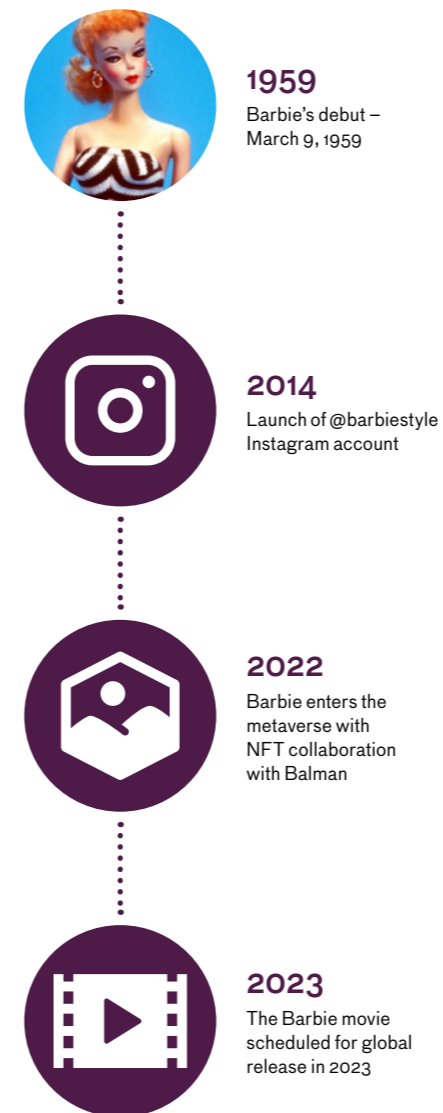 1959
Barbie's debut –
March 9, 1959
2014
Launch of @barbiestyle
Instagram account
2022
Barbie enters the
metaverse with
NFT collaboration
with Balman
2023
The Barbie movie
scheduled for global
release in 2023